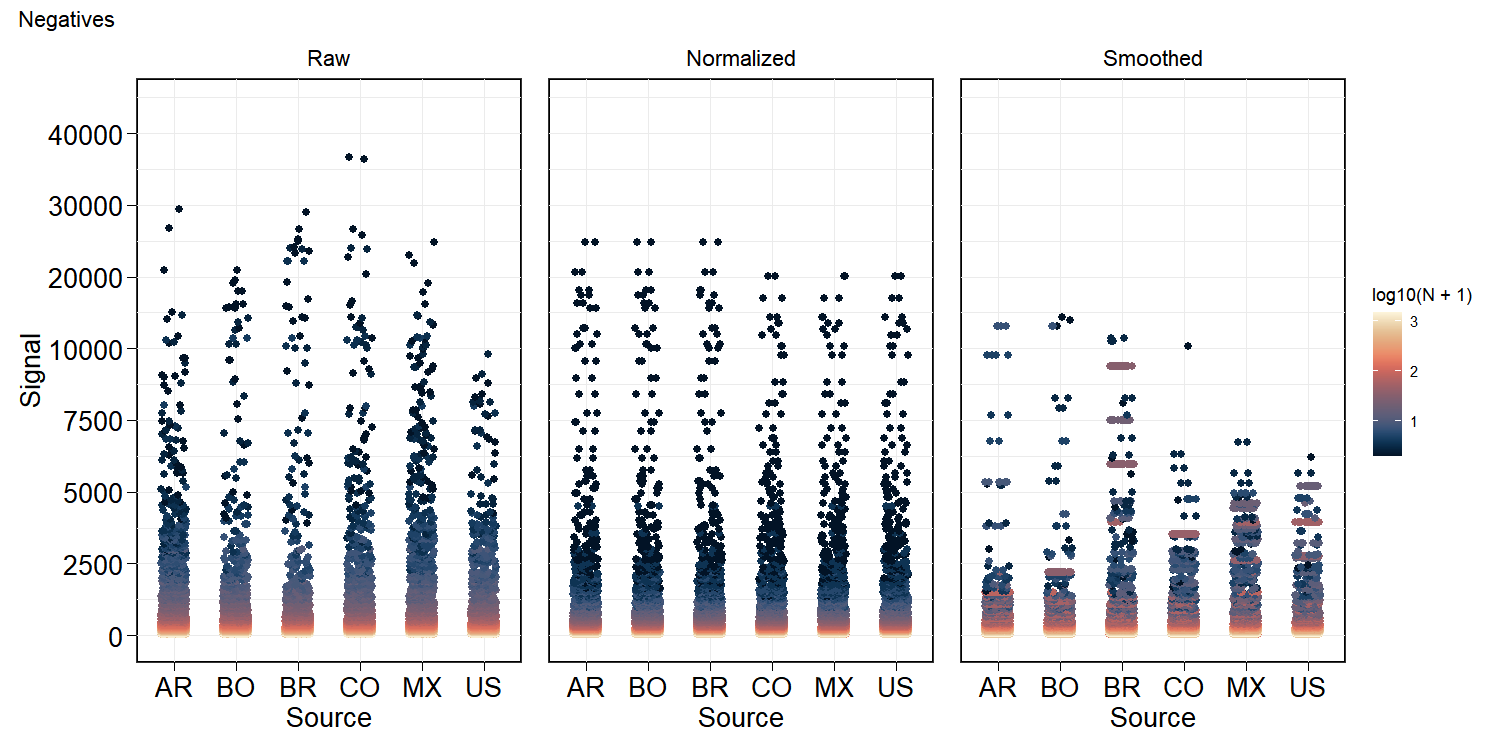 Negatives
Raw
Normalized
Smoothed
Signal
40000
30000
20000
10000
7500
5000
2500
0
AR BO BR CO MX US
AR BO BR CO MX US
AR BO BR CO MX US
Source
Source
Source
log10(N + 1)
3
2
1